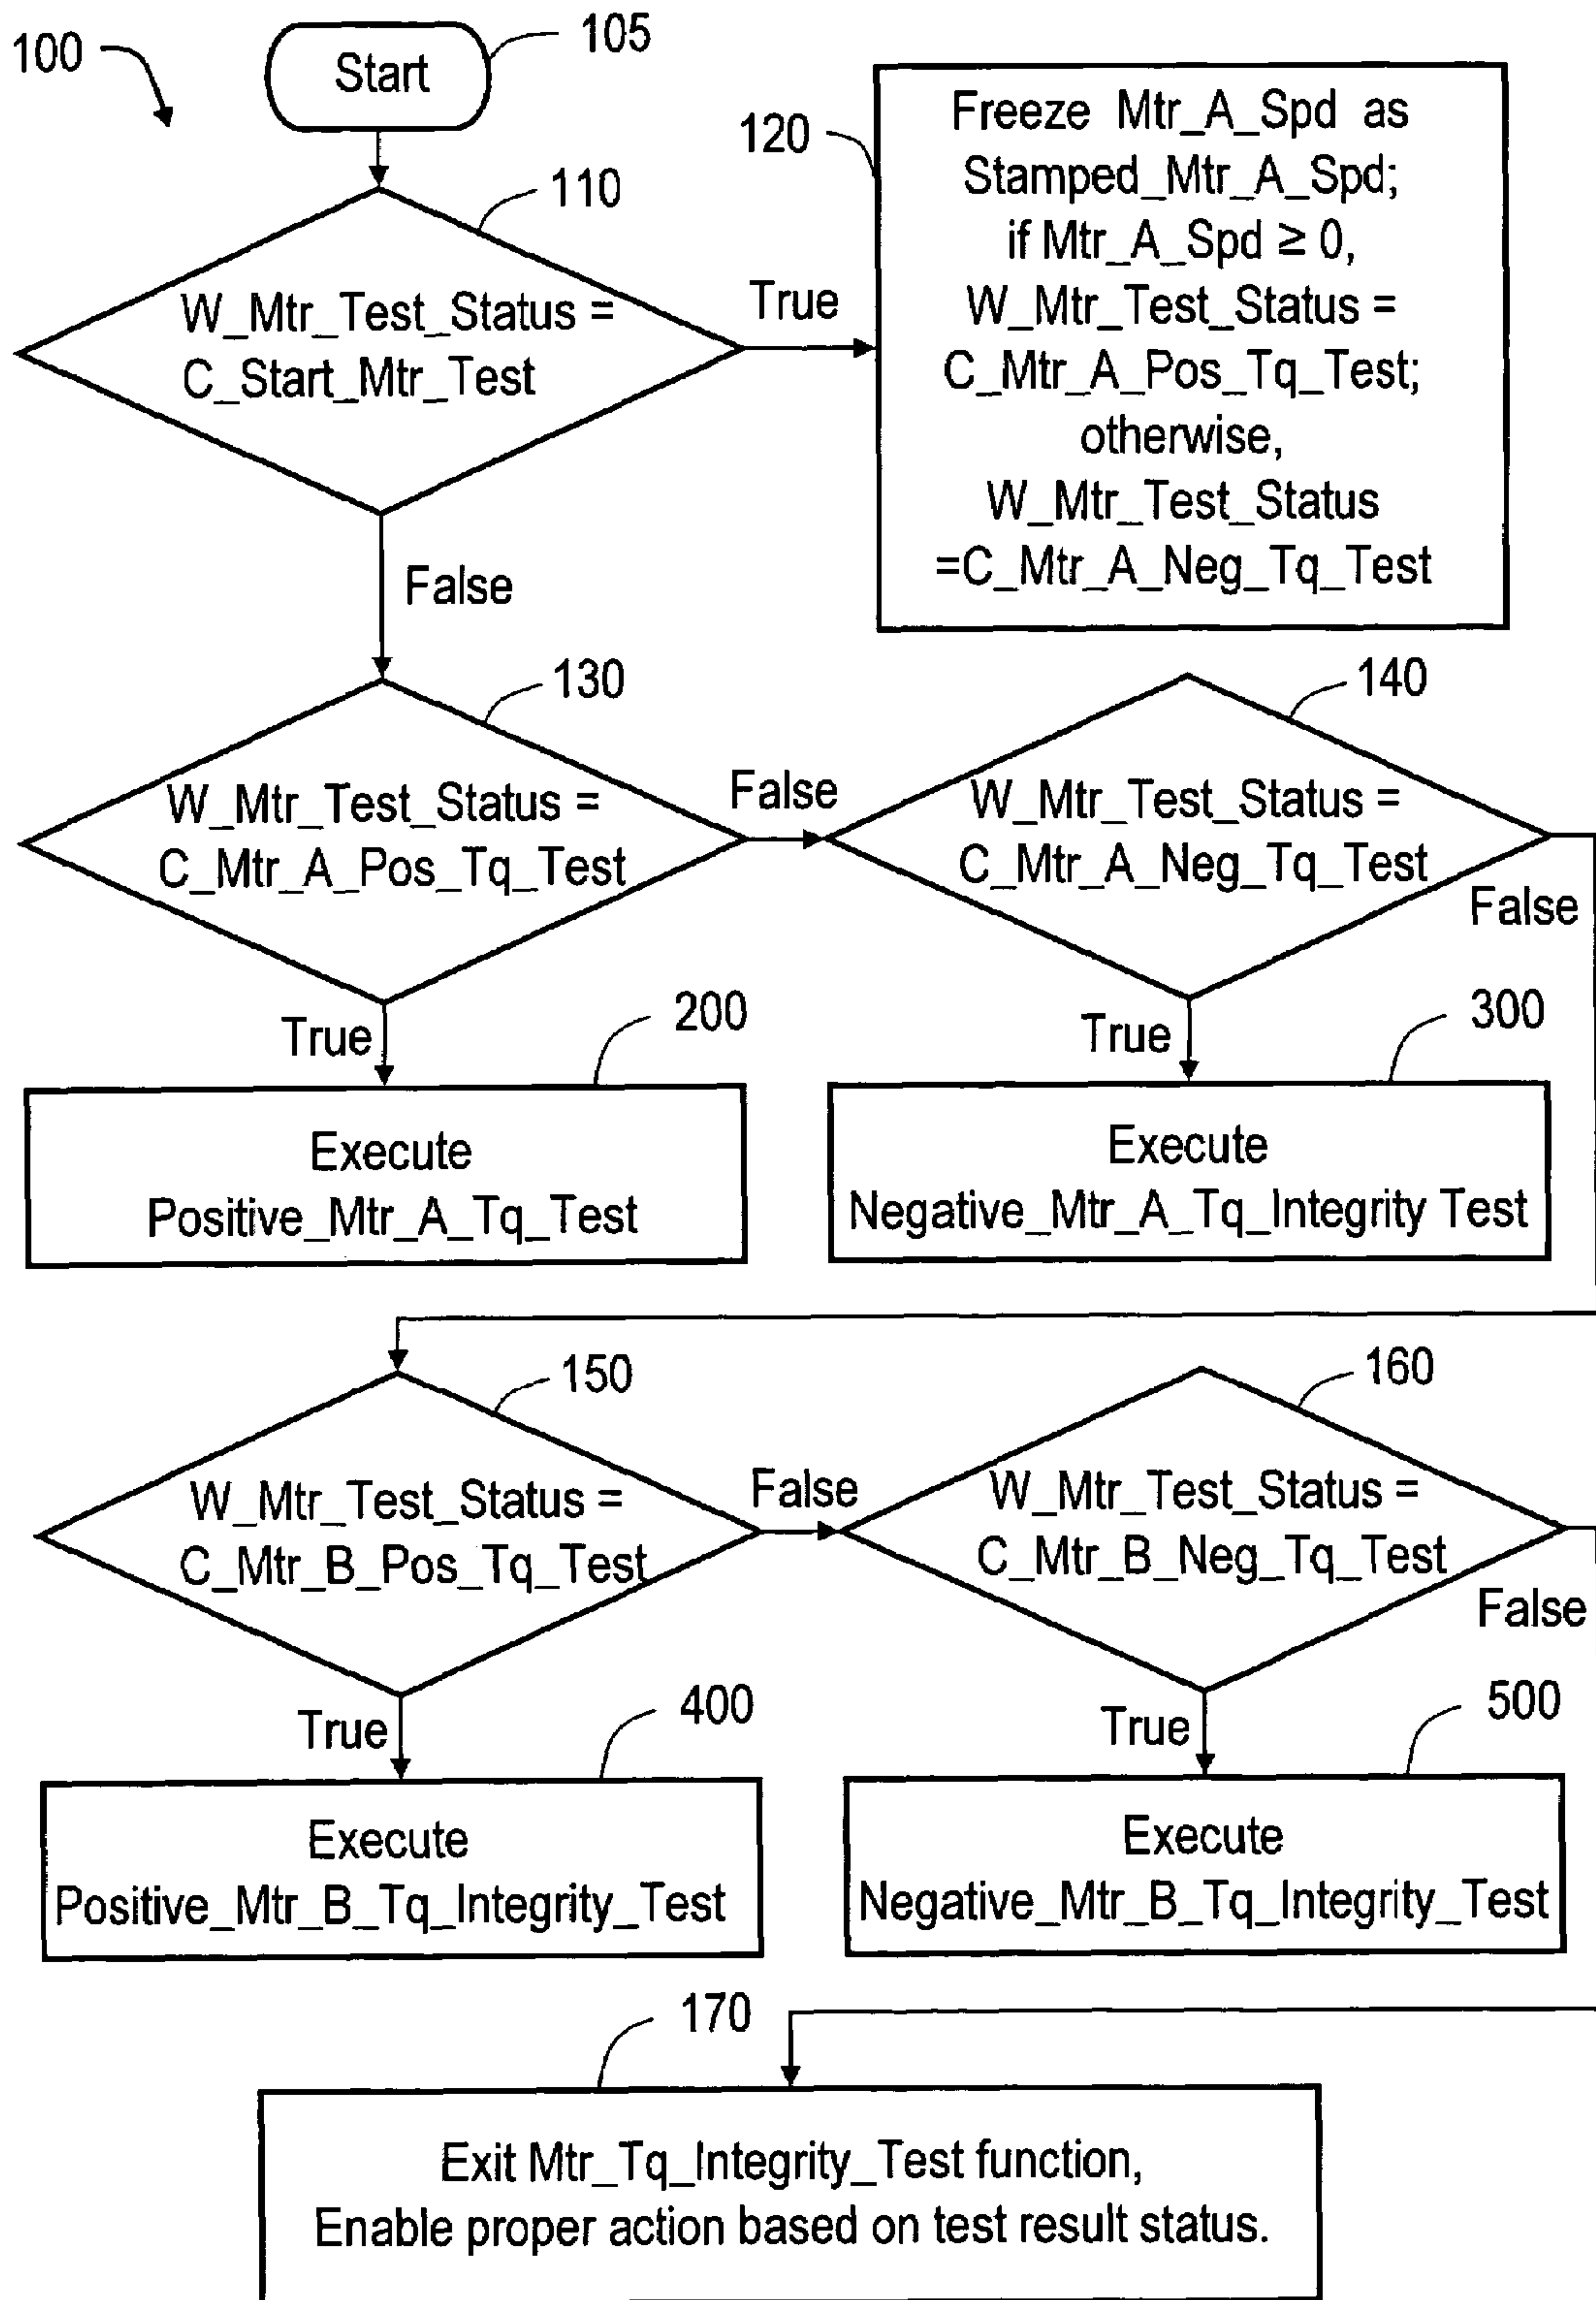 100
Start
105
110
W_Mtr_Test_Status =
C_Start_Mtr_Test
True
False
120
Freeze Mtr_A_Spd as
Stamped_Mtr_A_Spd;
if Mtr_A_Spd ≥ 0,
W_Mtr_Test_Status =
C_Mtr_A_Pos_Tq_Test;
otherwise,
W_Mtr_Test_Status
=C_Mtr_A_Neg_Tq_Test
130
W_Mtr_Test_Status =
C_Mtr_A_Pos_Tq_Test
False
True
140
W_Mtr_Test_Status =
C_Mtr_A_Neg_Tq_Test
False
True
200
Execute
Positive_Mtr_A_Tq_Test
300
Execute
Negative_Mtr_A_Tq_Integrity Test
150
W_Mtr_Test_Status =
C_Mtr_B_Pos_Tq_Test
False
True
160
W_Mtr_Test_Status =
C_Mtr_B_Neg_Tq_Test
False
True
400
Execute
Positive_Mtr_B_Tq_Integrity_Test
500
Execute
Negative_Mtr_B_Tq_Integrity_Test
170
Exit Mtr_Tq_Integrity_Test function,
Enable proper action based on test result status.